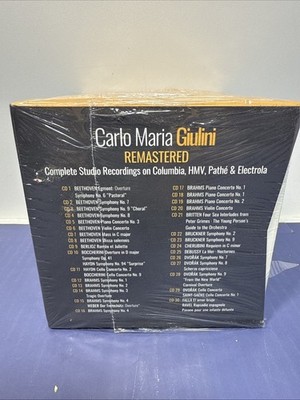 Carlo Maria Giulini
REMASTERED
Complete Studio Recordings on Columbia, HMV, Pathé & Electrola
CD 1 BEETHOVEN Egmont: Overture
Symphony No. 6 "Pastoral"
CD 2 BEETHOVEN Symphony No. 7
CD 3 BEETHOVEN Symphony No. 8
BEETHOVEN Symphony No. 9 "Choral"
BEETHOVEN Symphony No. 9
CD 5 BEETHOVEN Piano Concerto No. 3
CD 6 BEETHOVEN Violin Concerto
BEETHOVEN Mass in C major
BEETHOVEN Missa solemnis
CD 9 BERLIOZ Roméo et Juliette
CD 10 BOCCHERINI Overture in D major
Symphony Op. 41
HAYDN Symphony No. 94 "Surprise"
CD 11 HAYDN Cello Concerto No. 2
BOCCHERINI Cello Concerto No. 9
CD 12 BRAHMS Symphony No. 1
CD 13 BRAHMS Symphony No. 2
CD 14 BRAHMS Symphony No. 3
Tragic Overture
CD 15 BRAHMS Symphony No. 4
WEBER Overture
CD 16 BRAHMS Symphony No. 4
CD 17 BRAHMS Piano Concerto No. 1
CD 18 BRAHMS Piano Concerto No. 1
CD 19 BRAHMS Piano Concerto No. 2
CD 20 BRAHMS Violin Concerto
CD 21 BRITTEN Four Sea Interludes from
Peter Grimes · The Young Person's
Guide to the Orchestra
CD 22 BRUCKNER Symphony No. 2
CD 23 BRUCKNER Symphony No. 9
CD 24 CHERUBINI Requiem in C minor
CD 25 DEBUSSY La Mer · Nocturnes
CD 26 DVOŘÁK Symphony No. 7
CD 27 DVOŘÁK Symphony No. 8
Scherzo capriccioso
CD 28 DVOŘÁK Symphony No. 9
"From the New World"
Carnival Overture
CD 29 DVOŘÁK Cello Concerto
SAINT-SAËNS Cello Concerto No. 1
CD 30 FALLA El amor brujo
RAVEL Rapsodie espagnole
Pavane pour une infante défunte